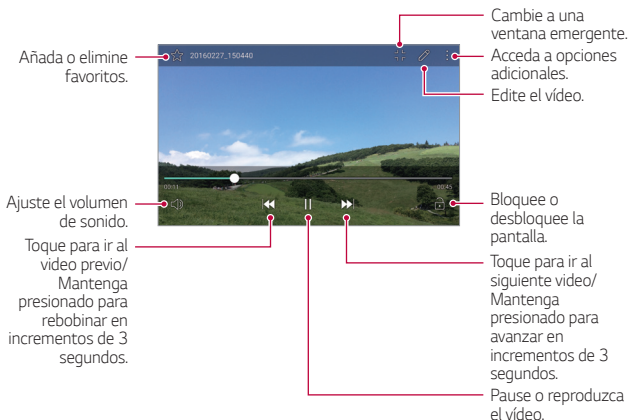 Cambie a una
ventana emergente.
Añada o elimine
favoritos.
20160227_150440
Acceda a opciones
adicionales.
Edite el vídeo.
00:11
00:45
Ajuste el volumen
de sonido.
Bloquee o
desbloquee la
pantalla.
Toque para ir al
video previo/
Mantenga
presionado para
rebobinar en
incrementos de 3
segundos.
Toque para ir al
siguiente video/
Mantenga
presionado para
avanzar en
incrementos de 3
segundos.
Pause o reproduzca
el vídeo.